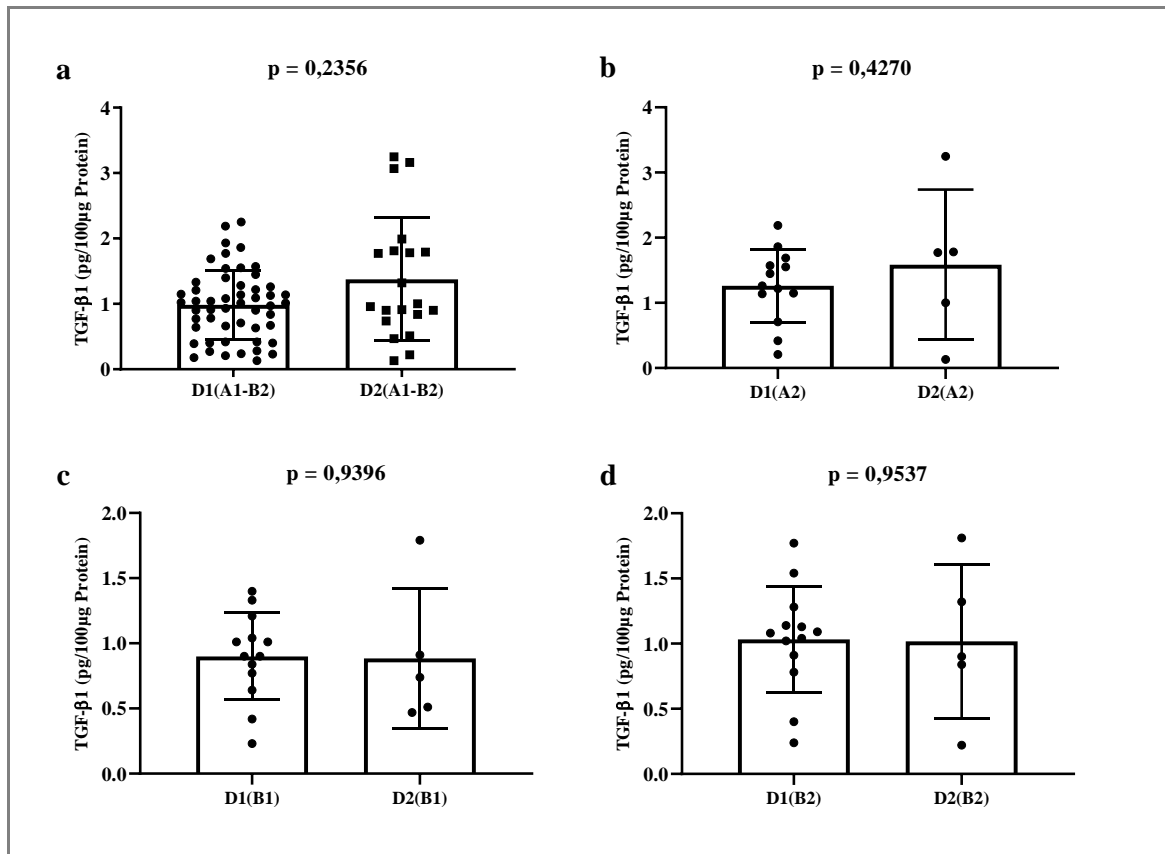 a
p = 0,2356
TGF-β1 (pg/100µg Protein)
4
3
2
1
0
D1(A1-B2)
D2(A1-B2)
b
p = 0,4270
TGF-β1 (pg/100µg Protein)
4
3
2
1
0
D1(A2)
D2(A2)
c
p = 0,9396
TGF-β1 (pg/100µg Protein)
2.0
1.5
1.0
0.5
0.0
D1(B1)
D2(B1)
d
p = 0,9537
TGF-β1 (pg/100µg Protein)
2.0
1.5
1.0
0.5
0.0
D1(B2)
D2(B2)